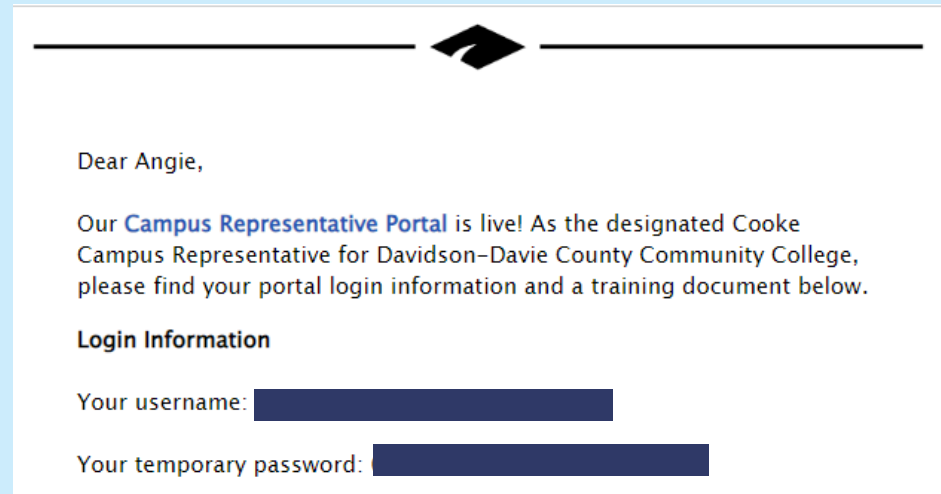 Dear Angie,
Our Campus Representative Portal is live! As the designated Cooke
Campus Representative for Davidson-Davie County Community College,
please find your portal login information and a training document below.
Login Information
Your username:
Your temporary password: